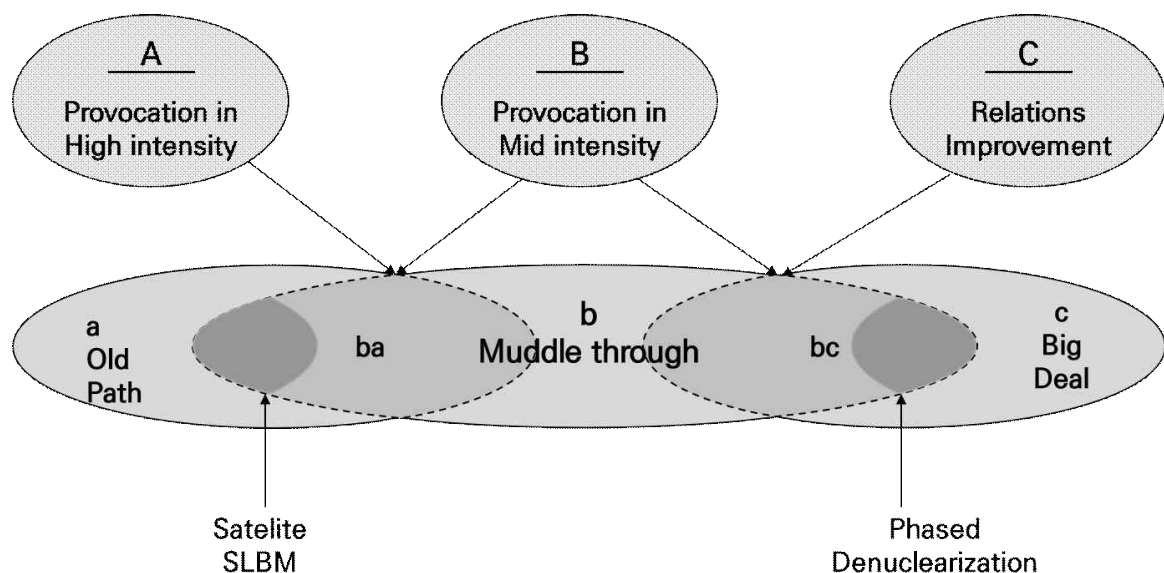 A
Provocation in
High intensity
B
Provocation in
Mid intensity
C
Relations
Improvement
a
Old
Path
ba
b
Muddle through
bc
c
Big
Deal
Satelite
SLBM
Phased
Denuclearization